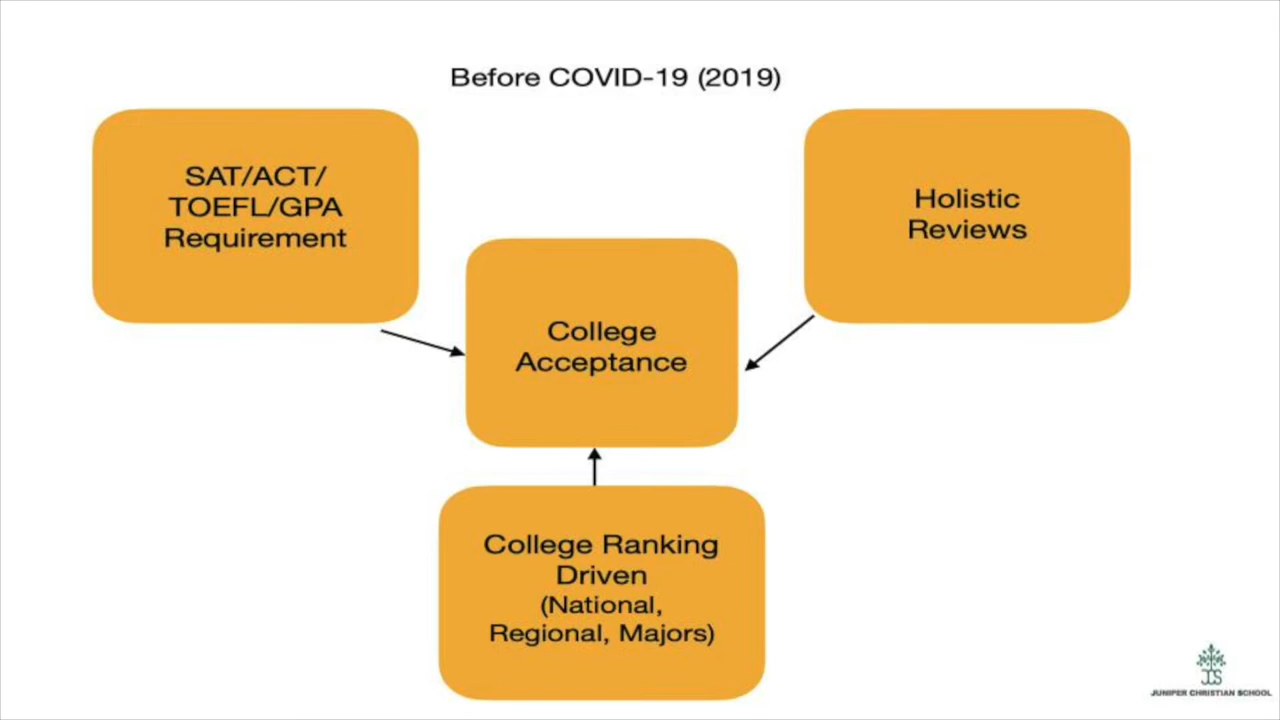 Before COVID-19 (2019)
SAT/ACT/
TOEFL/GPA
Requirement
Holistic
Reviews
College
Acceptance
College Ranking
Driven
(National,
Regional, Majors)
JCS
JUNIPER CHRISTIAN SCHOOL